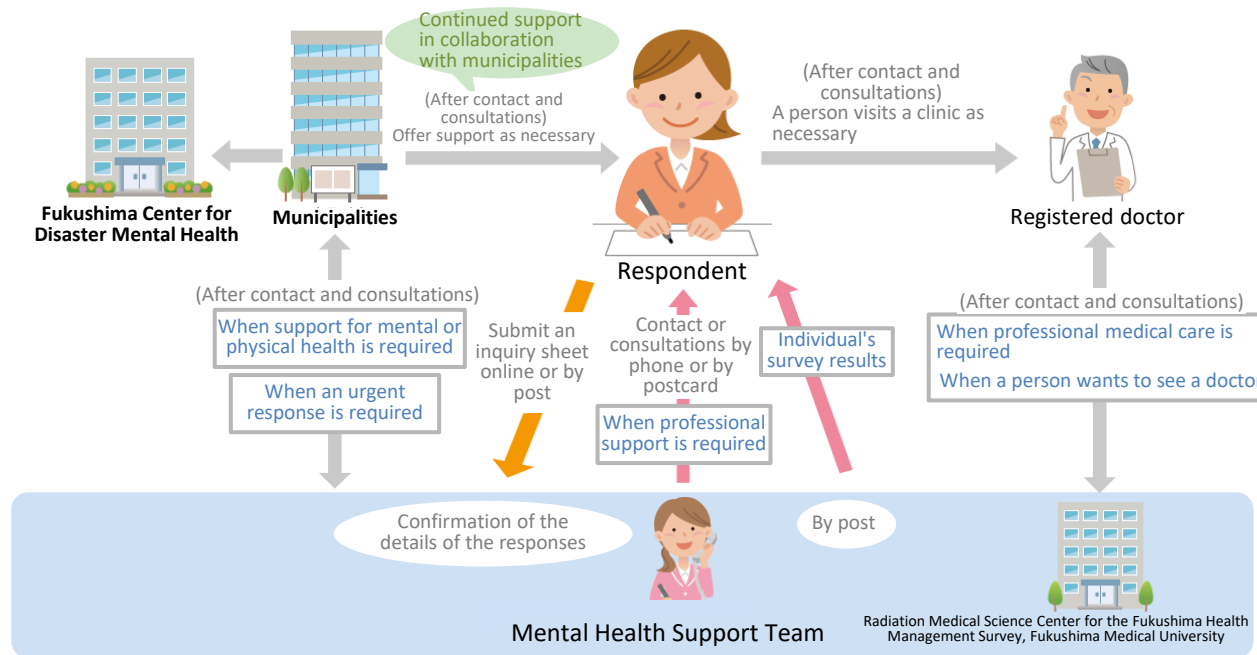 Continued support
in collaboration
with municipalities
(After contact and
consultations)
Offer support as necessary
(After contact and
consultations)
A person visits a clinic as
necessary
Fukushima Center for
Disaster Mental Health
Municipalities
Respondent
Registered doctor
(After contact and consultations)
When support for mental or
physical health is required
When an urgent
response is required
Submit an
inquiry sheet
online or by
post
Contact or
consultations by
phone or by
postcard
When professional
support is required
Individual's
survey results
(After contact and consultations)
When professional medical care is
required
When a person wants to see a doctor
Confirmation of the
details of the responses
By post
Mental Health Support Team
Radiation Medical Science Center for the Fukushima Health
Management Survey, Fukushima Medical University